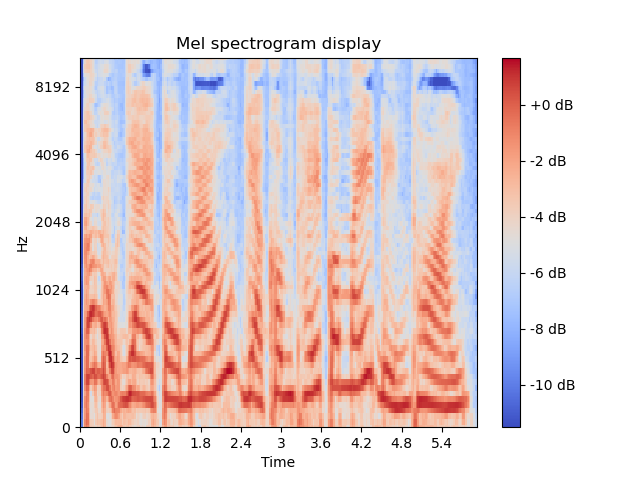 Mel spectrogram display
8192
4096
2048
1024
512
0
Hz
0 0.6 1.2 1.8 2.4 3 3.6 4.2 4.8 5.4
Time
+0 dB
-2 dB
-4 dB
-6 dB
-8 dB
-10 dB